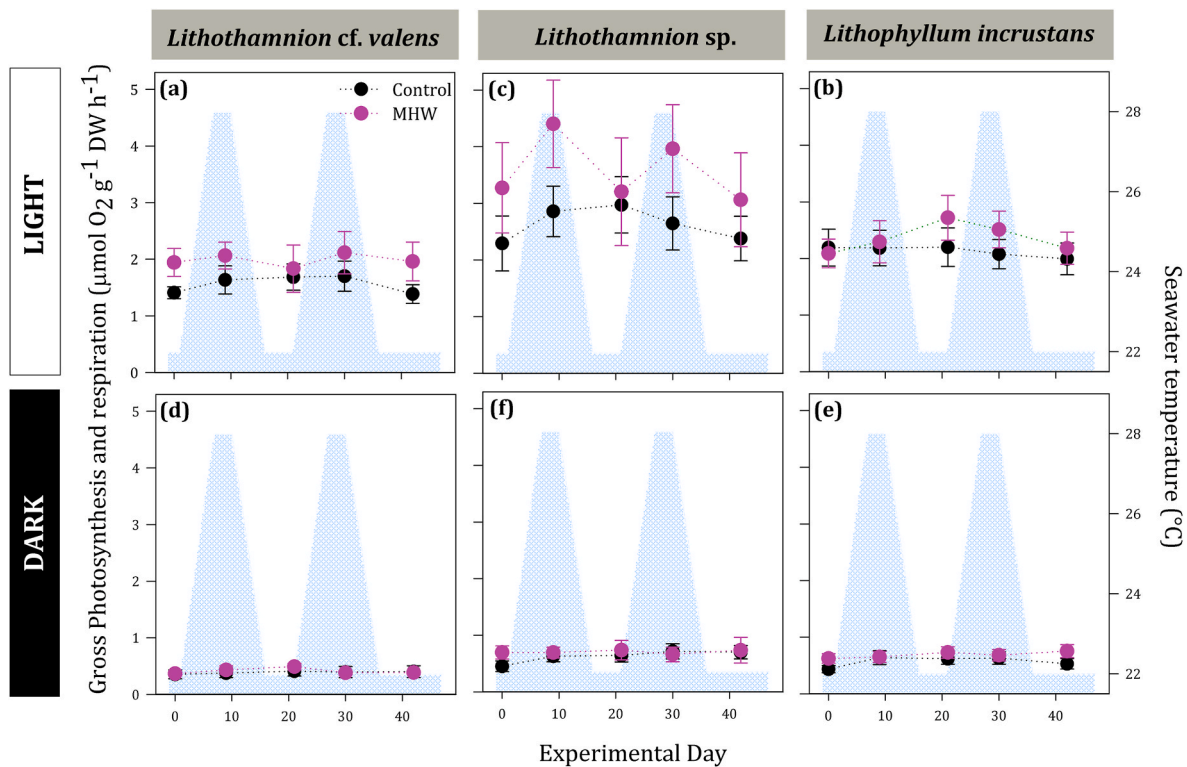 Lithothamnion cf. valens
Lithothamnion sp.
Lithophyllum incrustans
LIGHT
DARK
Gross Photosynthesis and respiration (µmol O2 g-1 DW h-1)
(a)
Control
MHW
5
4
3
2
1
0
(c)
(b)
28
26
24
22
(d)
5
4
3
2
1
0
0 10 20 30 40
(f)
0 10 20 30 40
(e)
28
26
24
22
0 10 20 30 40
Seawater temperature (°C)
Experimental Day